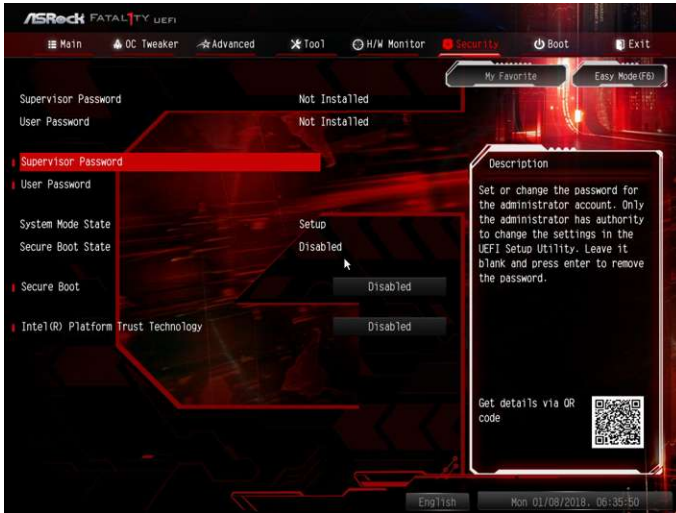 ASRock FATAL1TY UEFI
Main OC Tweaker Advanced Tool H/W Monitor Security Boot Exit
My Favorite Easy Mode(F6)
Supervisor Password Not Installed
User Password Not Installed
Supervisor Password
User Password
System Mode State Setup
Secure Boot State Disabled
Secure Boot Disabled
Intel(R) Platform Trust Technology Disabled
Description
Set or change the password for
the administrator account. Only
the administrator has authority
to change the settings in the
UEFI Setup Utility. Leave it
blank and press enter to remove
the password.
Get details via QR
code
English Mon 01/08/2018, 06:35:50